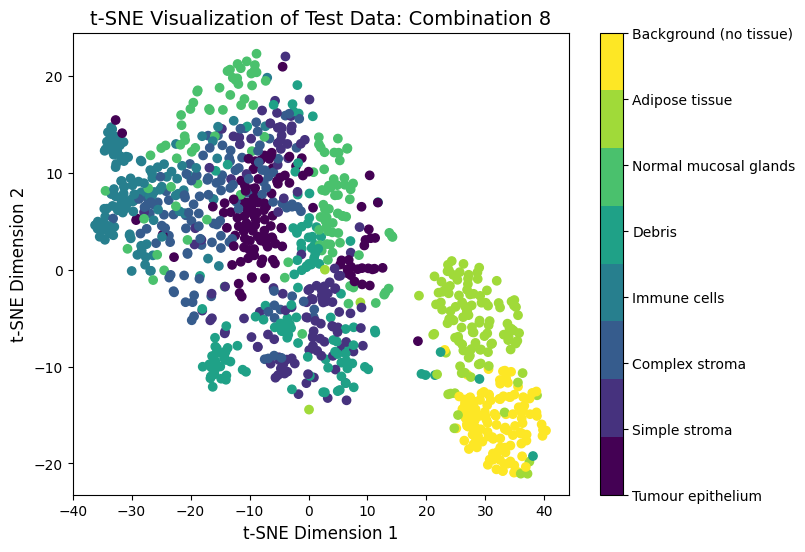 t-SNE Visualization of Test Data: Combination 8
t-SNE Dimension 2
20
10
0
−10
−20
−40
−30
−20
−10
0
10
20
30
40
t-SNE Dimension 1
Background (no tissue)
Adipose tissue
Normal mucosal glands
Debris
Immune cells
Complex stroma
Simple stroma
Tumour epithelium